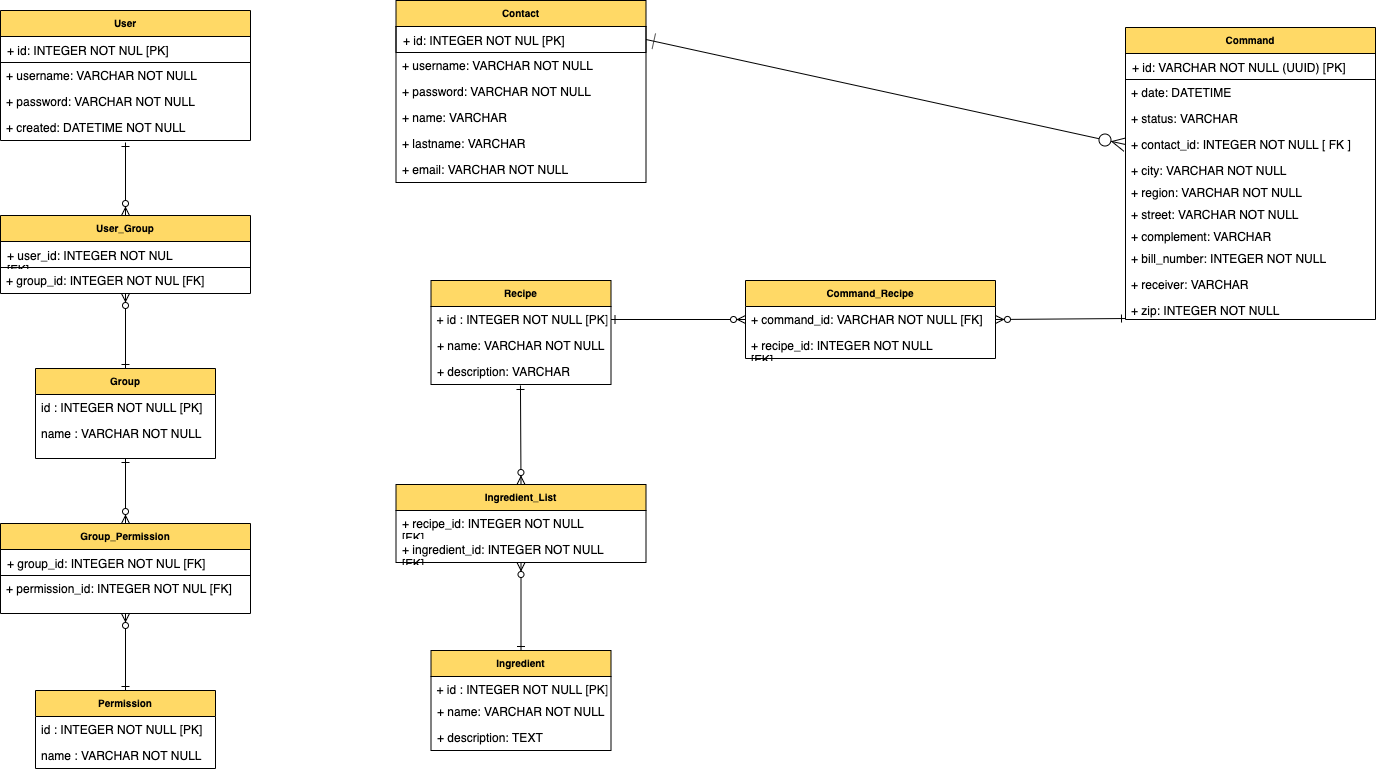 User
+ id: INTEGER NOT NUL [PK]
+ username: VARCHAR NOT NULL
+ password: VARCHAR NOT NULL
+ created: DATETIME NOT NULL
User_Group
+ user_id: INTEGER NOT NUL
[FK]
+ group_id: INTEGER NOT NUL [FK]
Group
id : INTEGER NOT NULL [PK]
name : VARCHAR NOT NULL
Group_Permission
+ group_id: INTEGER NOT NUL [FK]
+ permission_id: INTEGER NOT NUL [FK]
Permission
id : INTEGER NOT NULL [PK]
name : VARCHAR NOT NULL
Contact
+ id: INTEGER NOT NUL [PK]
+ username: VARCHAR NOT NULL
+ password: VARCHAR NOT NULL
+ name: VARCHAR
+ lastname: VARCHAR
+ email: VARCHAR NOT NULL
Recipe
+ id : INTEGER NOT NULL [PK]
+ name: VARCHAR NOT NULL
+ description: VARCHAR
Ingredient_List
+ recipe_id: INTEGER NOT NULL
[FK]
+ ingredient_id: INTEGER NOT NULL
[FK]
Ingredient
+ id : INTEGER NOT NULL [PK]
+ name: VARCHAR NOT NULL
+ description: TEXT
Command_Recipe
+ command_id: VARCHAR NOT NULL [FK]
+ recipe_id: INTEGER NOT NULL
[FK]
Command
+ id: VARCHAR NOT NULL (UUID) [PK]
+ date: DATETIME
+ status: VARCHAR
+ contact_id: INTEGER NOT NULL [ FK ]
+ city: VARCHAR NOT NULL
+ region: VARCHAR NOT NULL
+ street: VARCHAR NOT NULL
+ complement: VARCHAR
+ bill_number: INTEGER NOT NULL
+ receiver: VARCHAR
+ zip: INTEGER NOT NULL